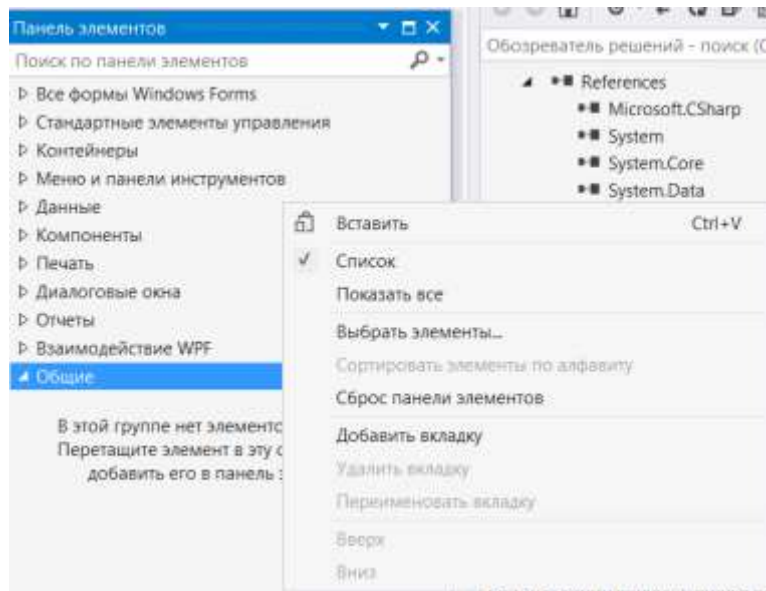 Панель элементов
Поиск по панели элементов
Все формы Windows Forms
Стандартные элементы управления
Контейнеры
Меню и панели инструментов
Данные
Компоненты
Печать
Диалоговые окна
Отчеты
Взаимодействие WPF
Общие
В этой группе нет элементо
Перетащите элемент в эту с
добавить его в панель э
Обозреватель решений - поиск (С
References
Microsoft.CSharp
System
System.Core
System.Data
Вставить Ctrl+V
Список
Показать все
Выбрать элементы...
Сортировать элементы по алфавиту
Сброс панели элементов
Добавить вкладку
Удалить вкладку
Переименовать вкладку
Вверх
Вниз